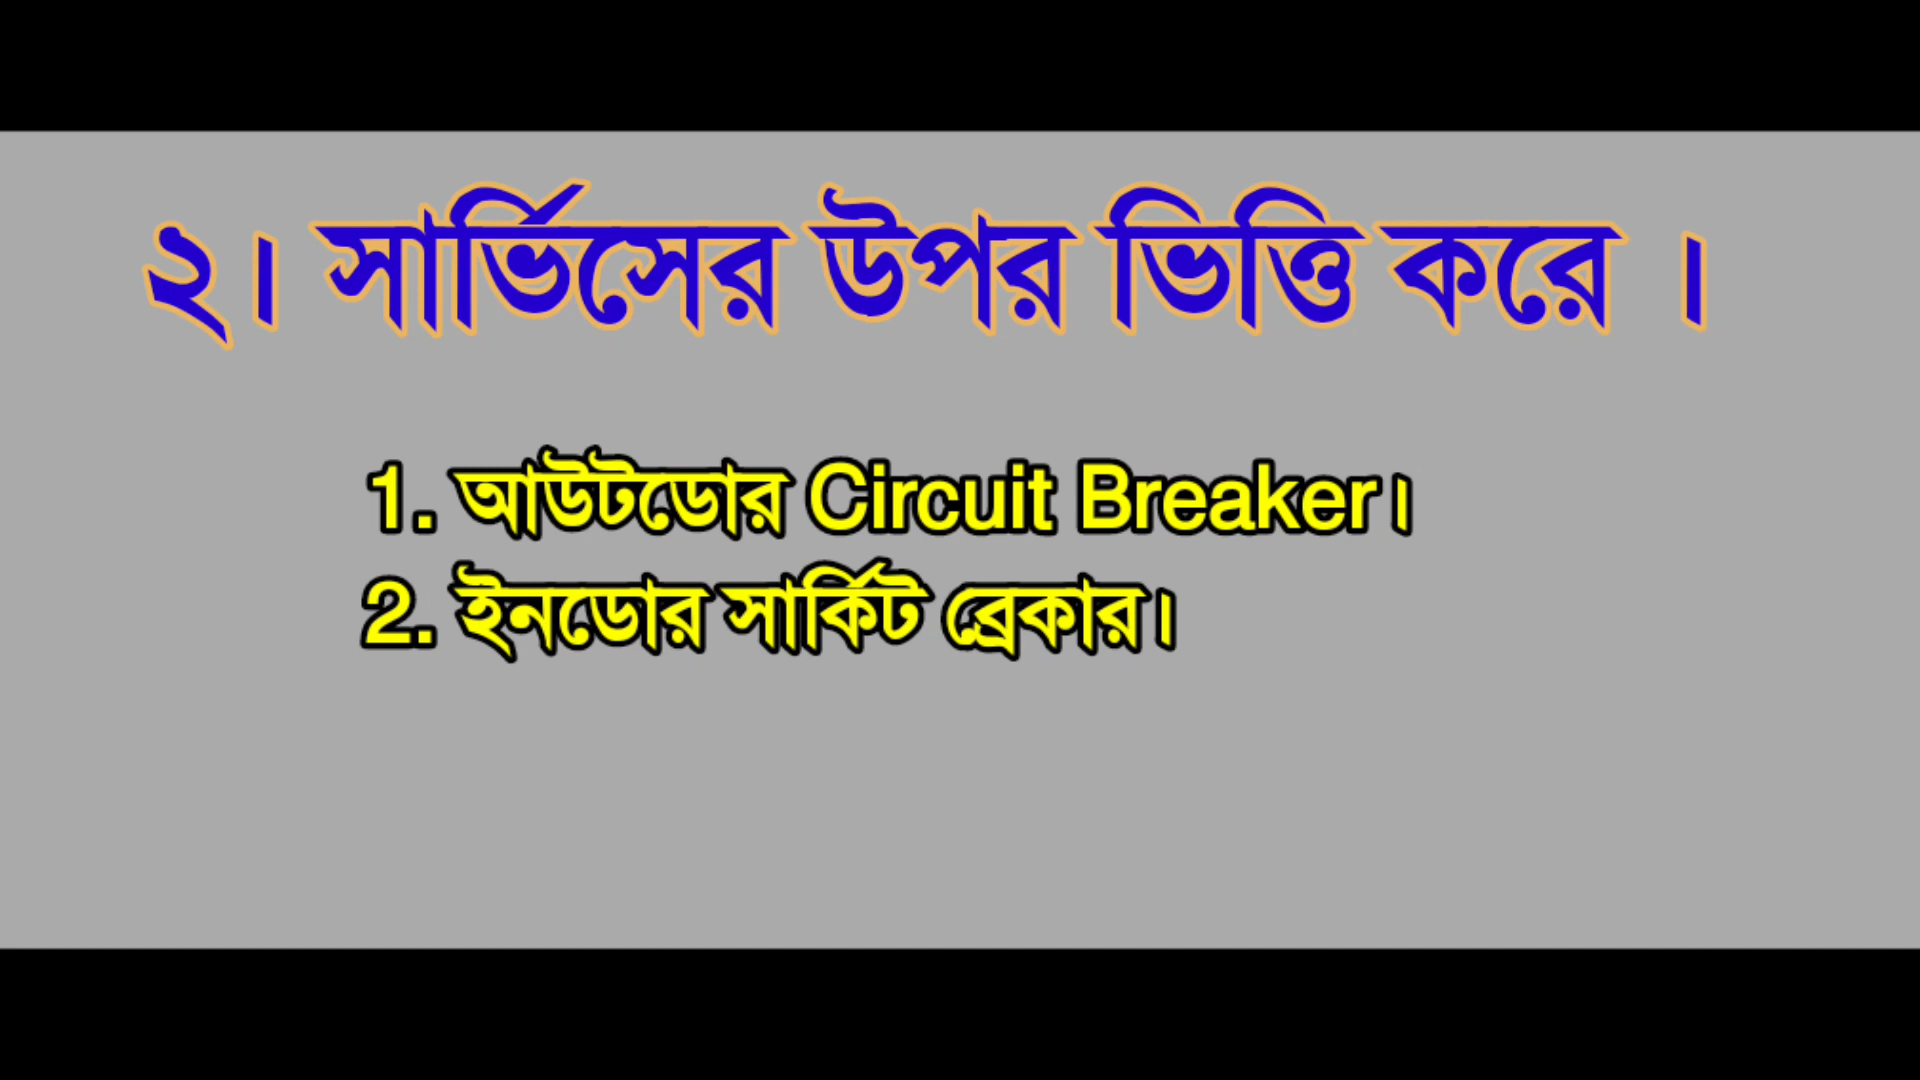 ২। সার্ভিসের উপর ভিত্তি করে ।
1. আউটডোর Circuit Breaker।
2. ইনডোর সার্কিট ব্রেকার।